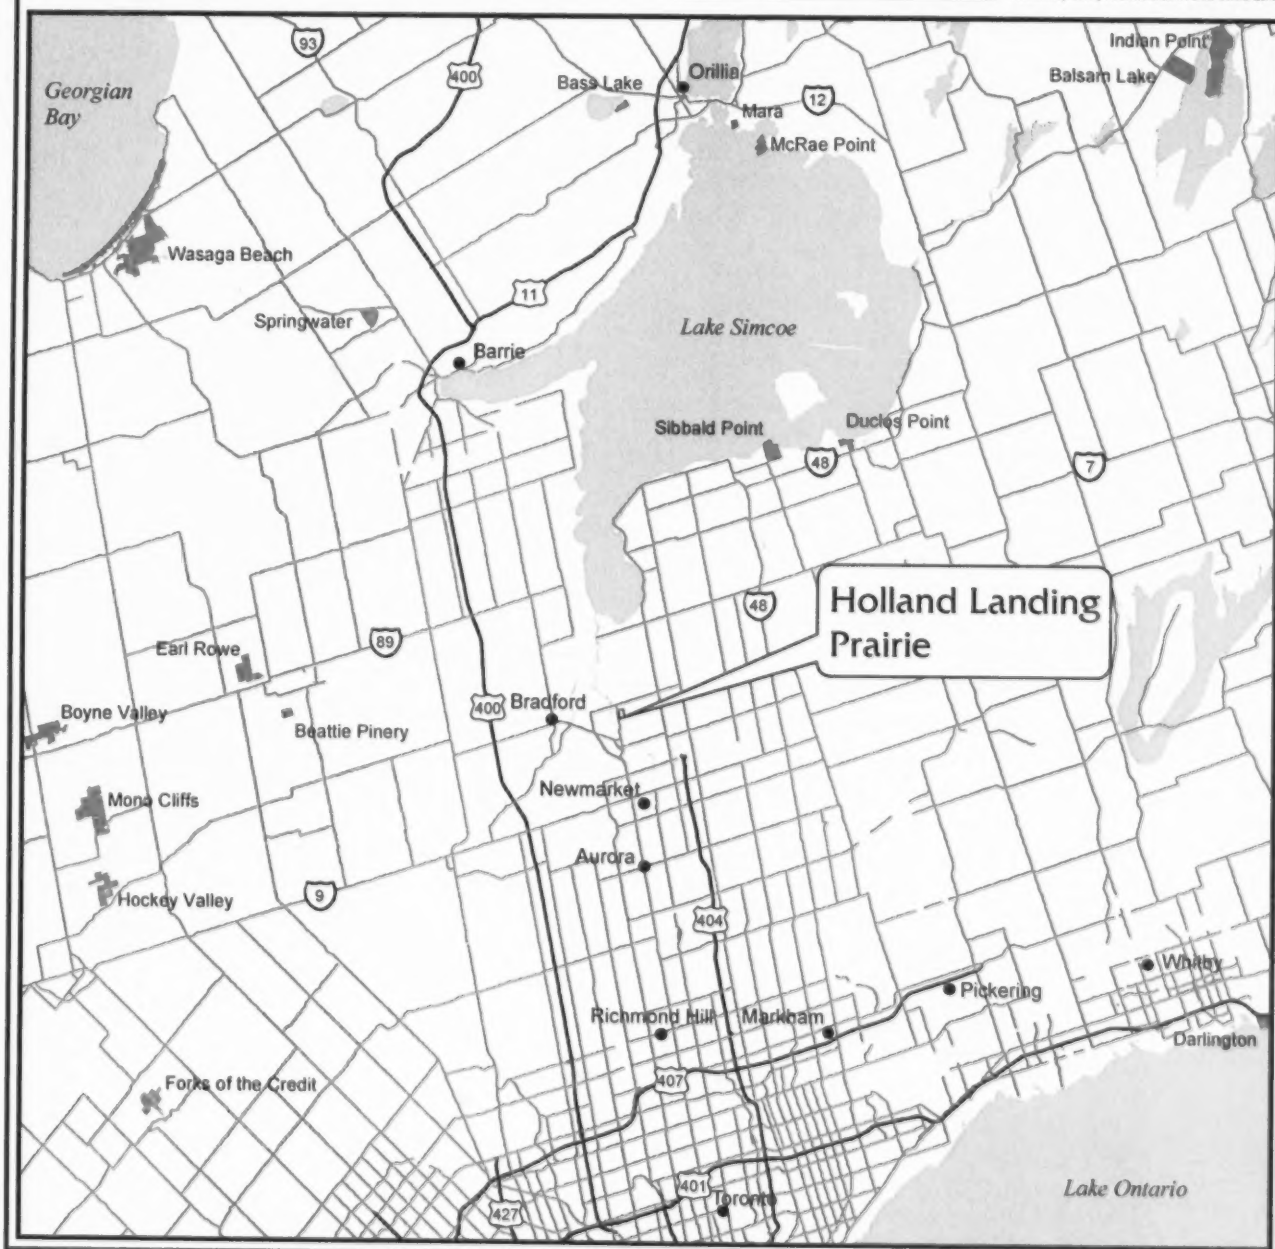 93
400
Orillia
Indian Point
Balsam Lake
Bass Lake
Georgian
Bay
12
Mara
McRae Point
Wasaga Beach
11
Springwater
Lake Simcoe
Barrie
Sibbald Point
Duclos Point
48
7
Holland Landing
Prairie
48
89
Earl Rowe
Boyne Valley
400
Bradford
Beattie Pinery
Newmarket
Mono Cliffs
Aurora
Hockey Valley
9
404
Whitby
Pickering
Richmond Hill
Markham
Darlington
407
Forks of the Credit
401
Toronto
427
Lake Ontario